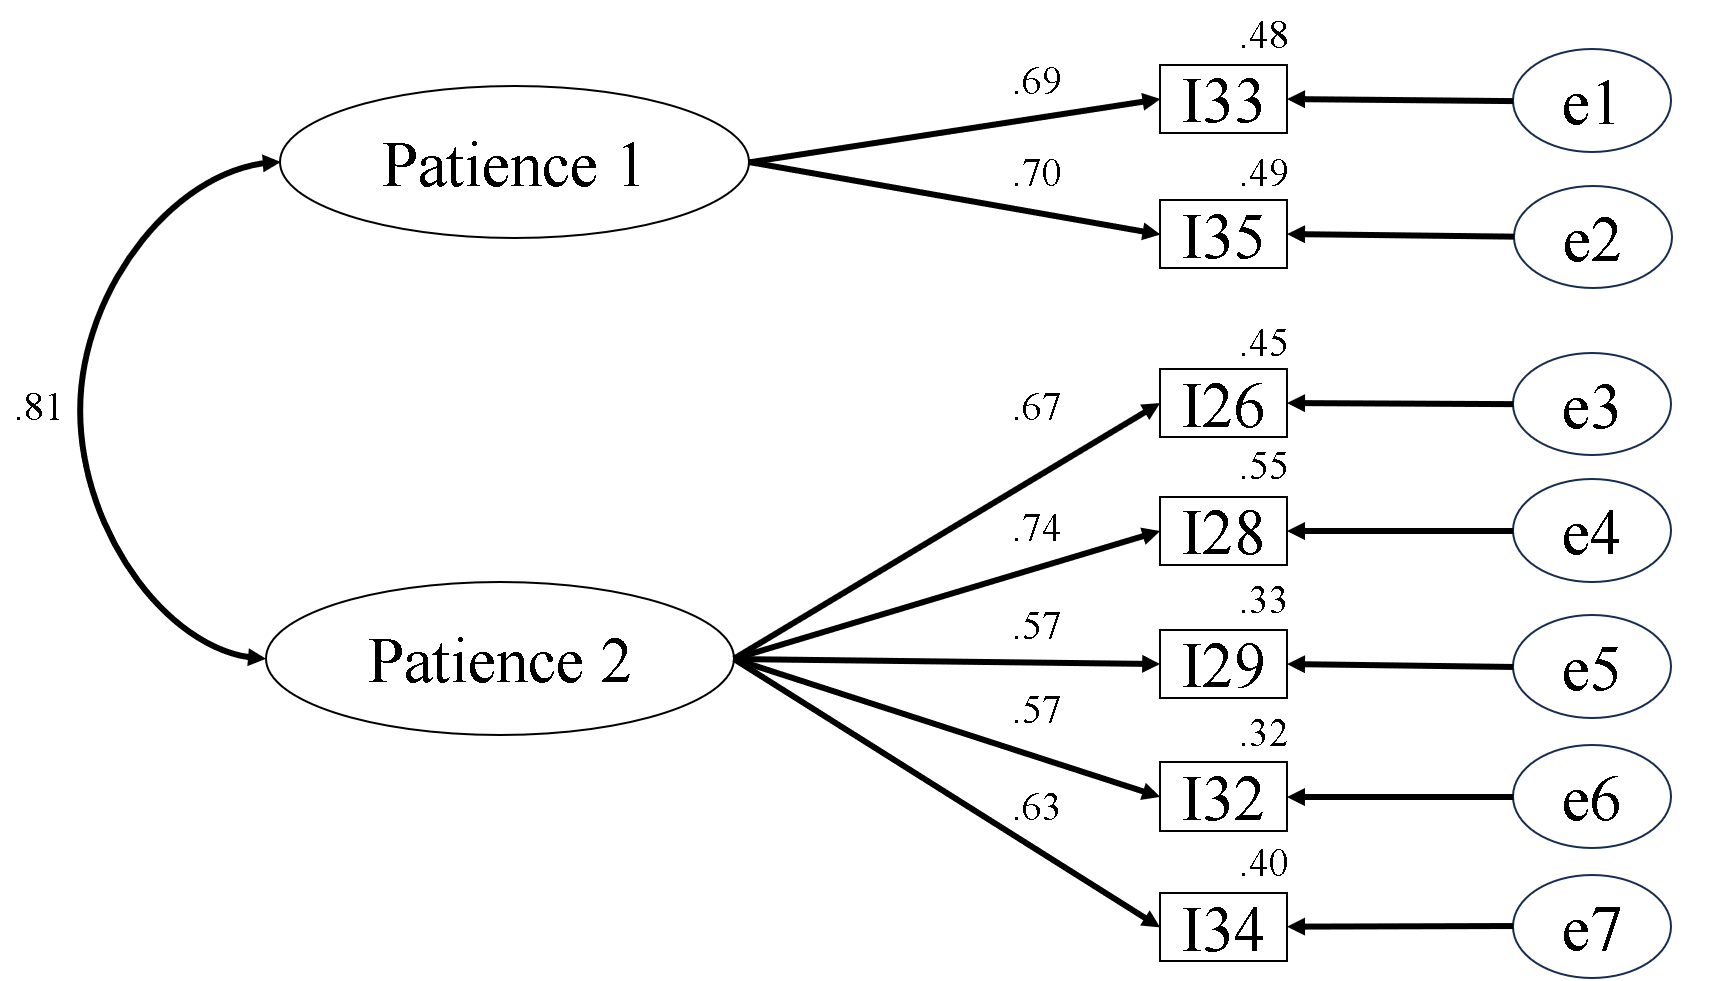 .48
.69
I33
e1
Patience 1
.70
.49
I35
e2
.81
.45
.67
I26
e3
.55
.74
I28
e4
.33
.57
I29
e5
Patience 2
.57
.32
I32
e6
.63
.40
I34
e7